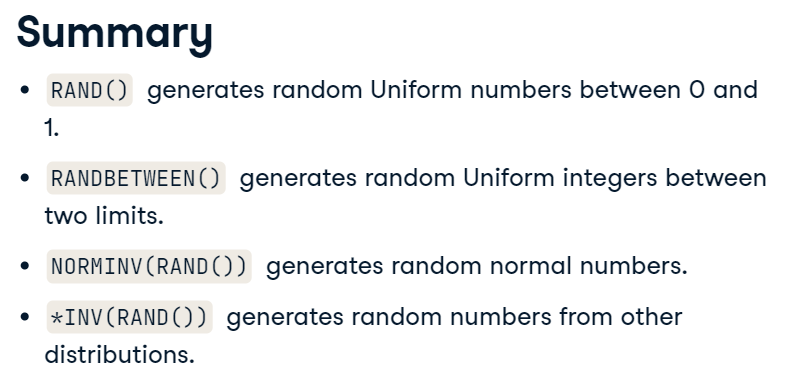 Summary
• RAND() generates random Uniform numbers between 0 and
1.
• RANDBETWEEN() generates random Uniform integers between
two limits.
• NORMINV(RAND()) generates random normal numbers.
• *INV(RAND()) generates random numbers from other
distributions.